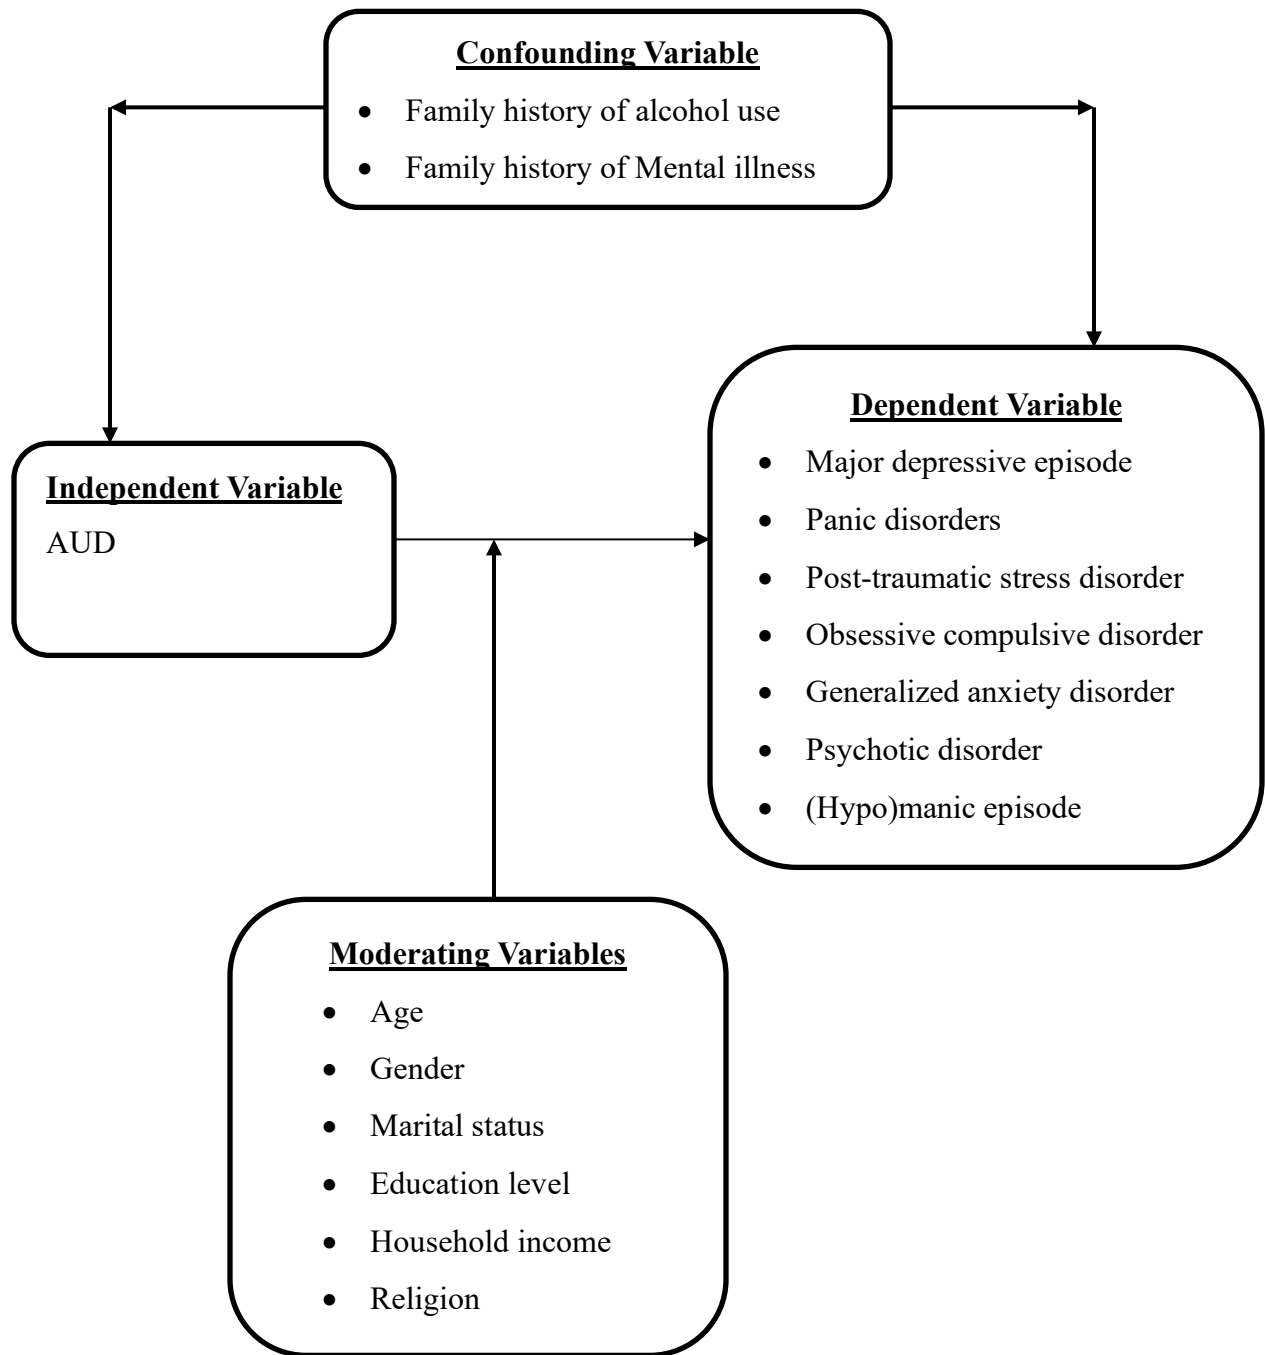 Confounding Variable
• Family history of alcohol use
• Family history of Mental illness
Independent Variable
AUD
Dependent Variable
• Major depressive episode
• Panic disorders
• Post-traumatic stress disorder
• Obsessive compulsive disorder
• Generalized anxiety disorder
• Psychotic disorder
• (Hypo)manic episode
Moderating Variables
• Age
• Gender
• Marital status
• Education level
• Household income
• Religion